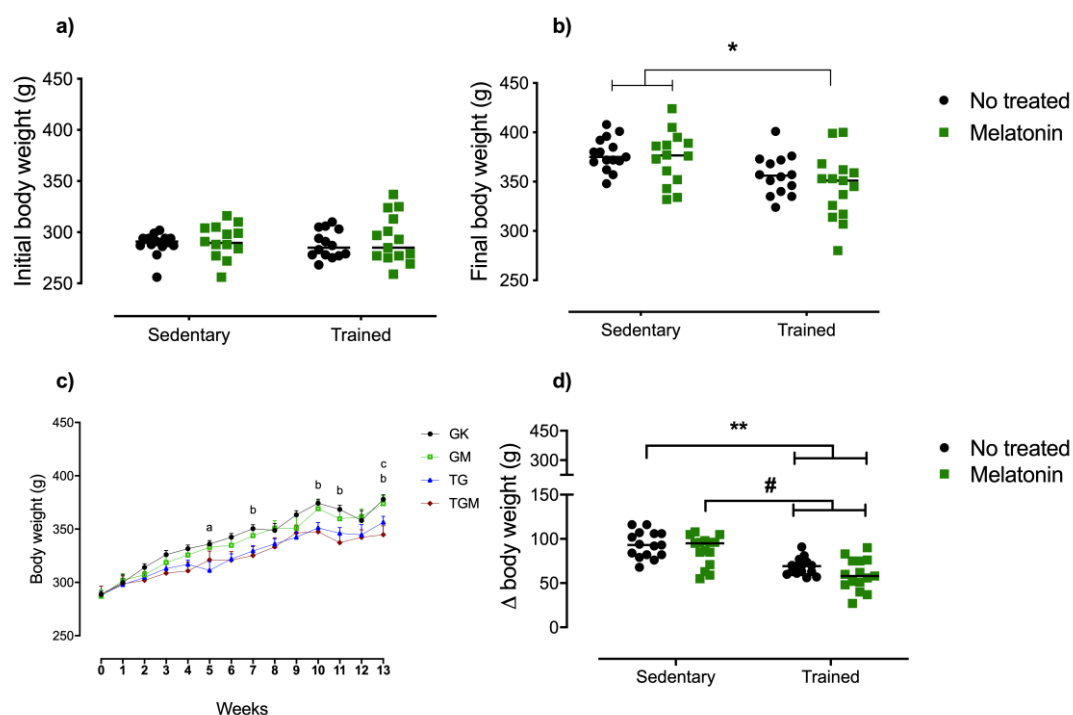 a)
Initial body weight (g)
450
400
350
300
250
Sedentary
Trained
b)
*
Final body weight (g)
450
400
350
300
250
Sedentary
Trained
No treated
Melatonin
c)
Body weight (g)
450
400
350
300
250
a
b
b
b
c
b
0 1 2 3 4 5 6 7 8 9 10 11 12 13
Weeks
GK
GM
TG
TGM
d)
**
#
Δ body weight (g)
450
300
150
100
50
0
Sedentary
Trained
No treated
Melatonin